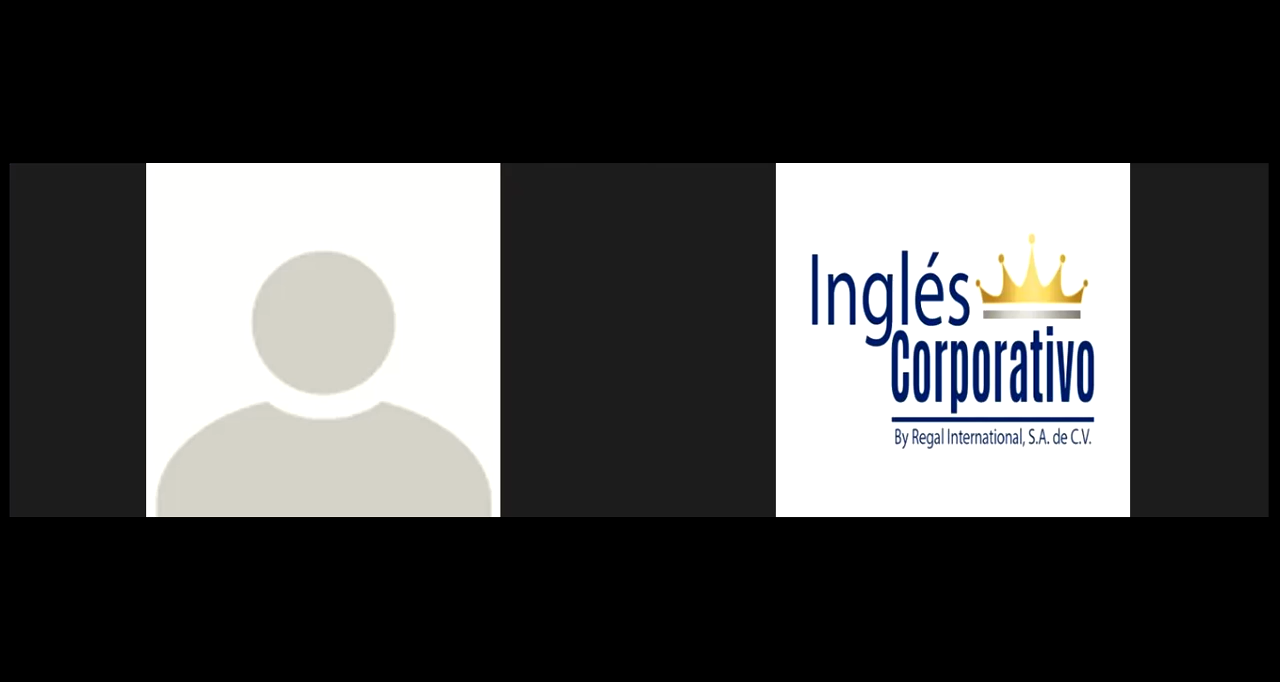 Inglés
Corporativo
By Regal International, S.A. de C.V.